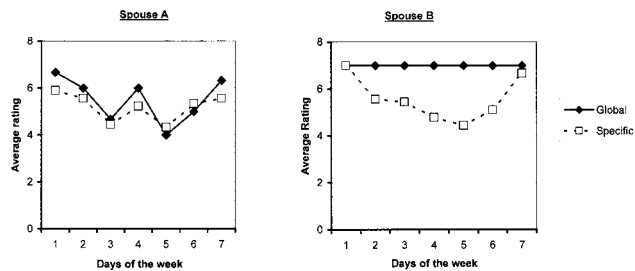 Spouse A
Average rating
8
6
4
2
0
1 2 3 4 5 6 7
Days of the week
Spouse B
Average Rating
8
6
4
2
0
1 2 3 4 5 6 7
Days of the week
Global
Specific